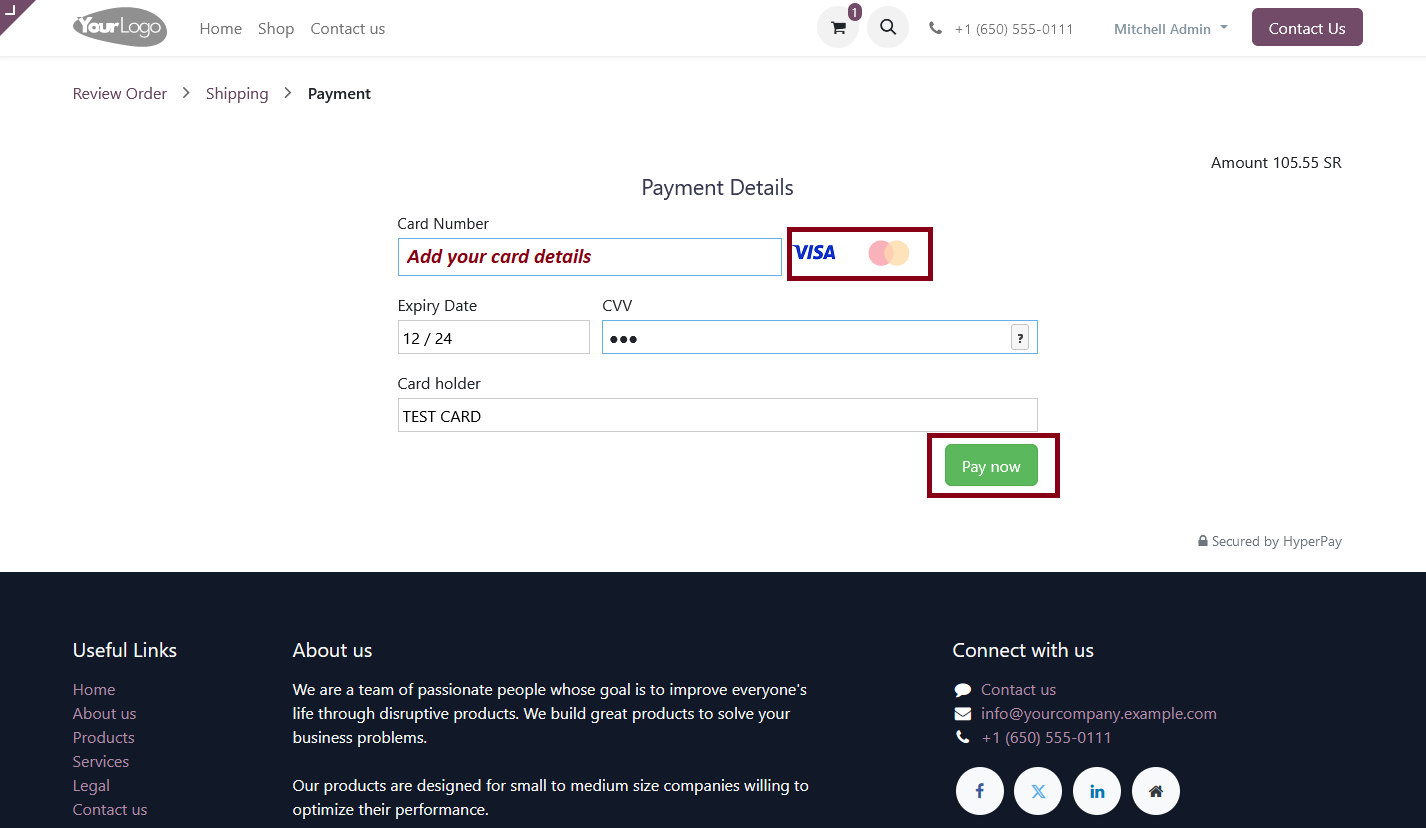 YourLogo Home Shop Contact us 1 +1 (650) 555-0111 Mitchell Admin Contact Us
Review Order > Shipping > Payment
Amount 105.55 SR
Payment Details
Card Number
Add your card details VISA
Expiry Date CVV
12 / 24 ●●● ?
Card holder
TEST CARD
Pay now
Secured by HyperPay
Useful Links
Home
About us
Products
Services
Legal
Contact us
About us
We are a team of passionate people whose goal is to improve everyone's
life through disruptive products. We build great products to solve your
business problems.
Our products are designed for small to medium size companies willing to
optimize their performance.
Connect with us
Contact us
info@yourcompany.example.com
+1 (650) 555-0111